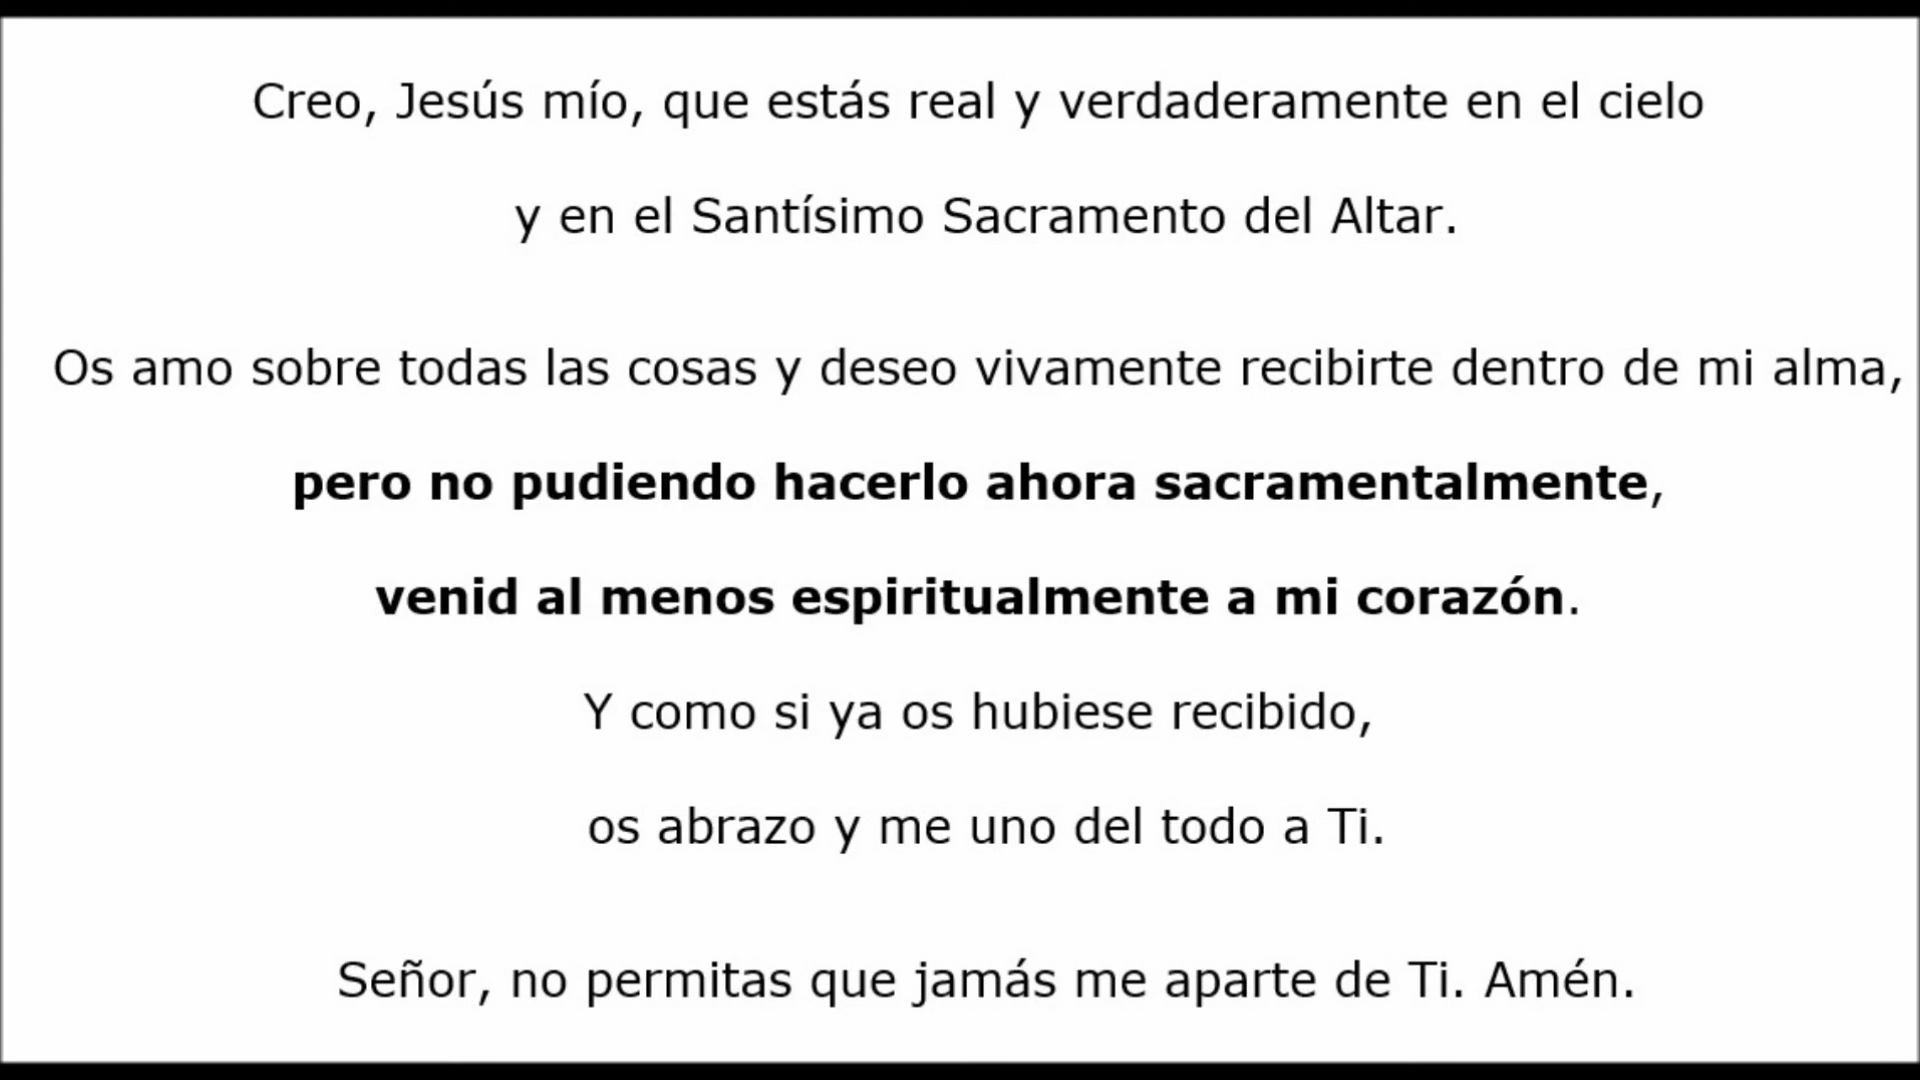 Creo, Jesús mío, que estás real y verdaderamente en el cielo
y en el Santísimo Sacramento del Altar.
Os amo sobre todas las cosas y deseo vivamente recibirte dentro de mi alma,
pero no pudiendo hacerlo ahora sacramentalmente,
venid al menos espiritualmente a mi corazón.
Y como si ya os hubiese recibido,
os abrazo y me uno del todo a Ti.
Señor, no permitas que jamás me aparte de Ti. Amén.